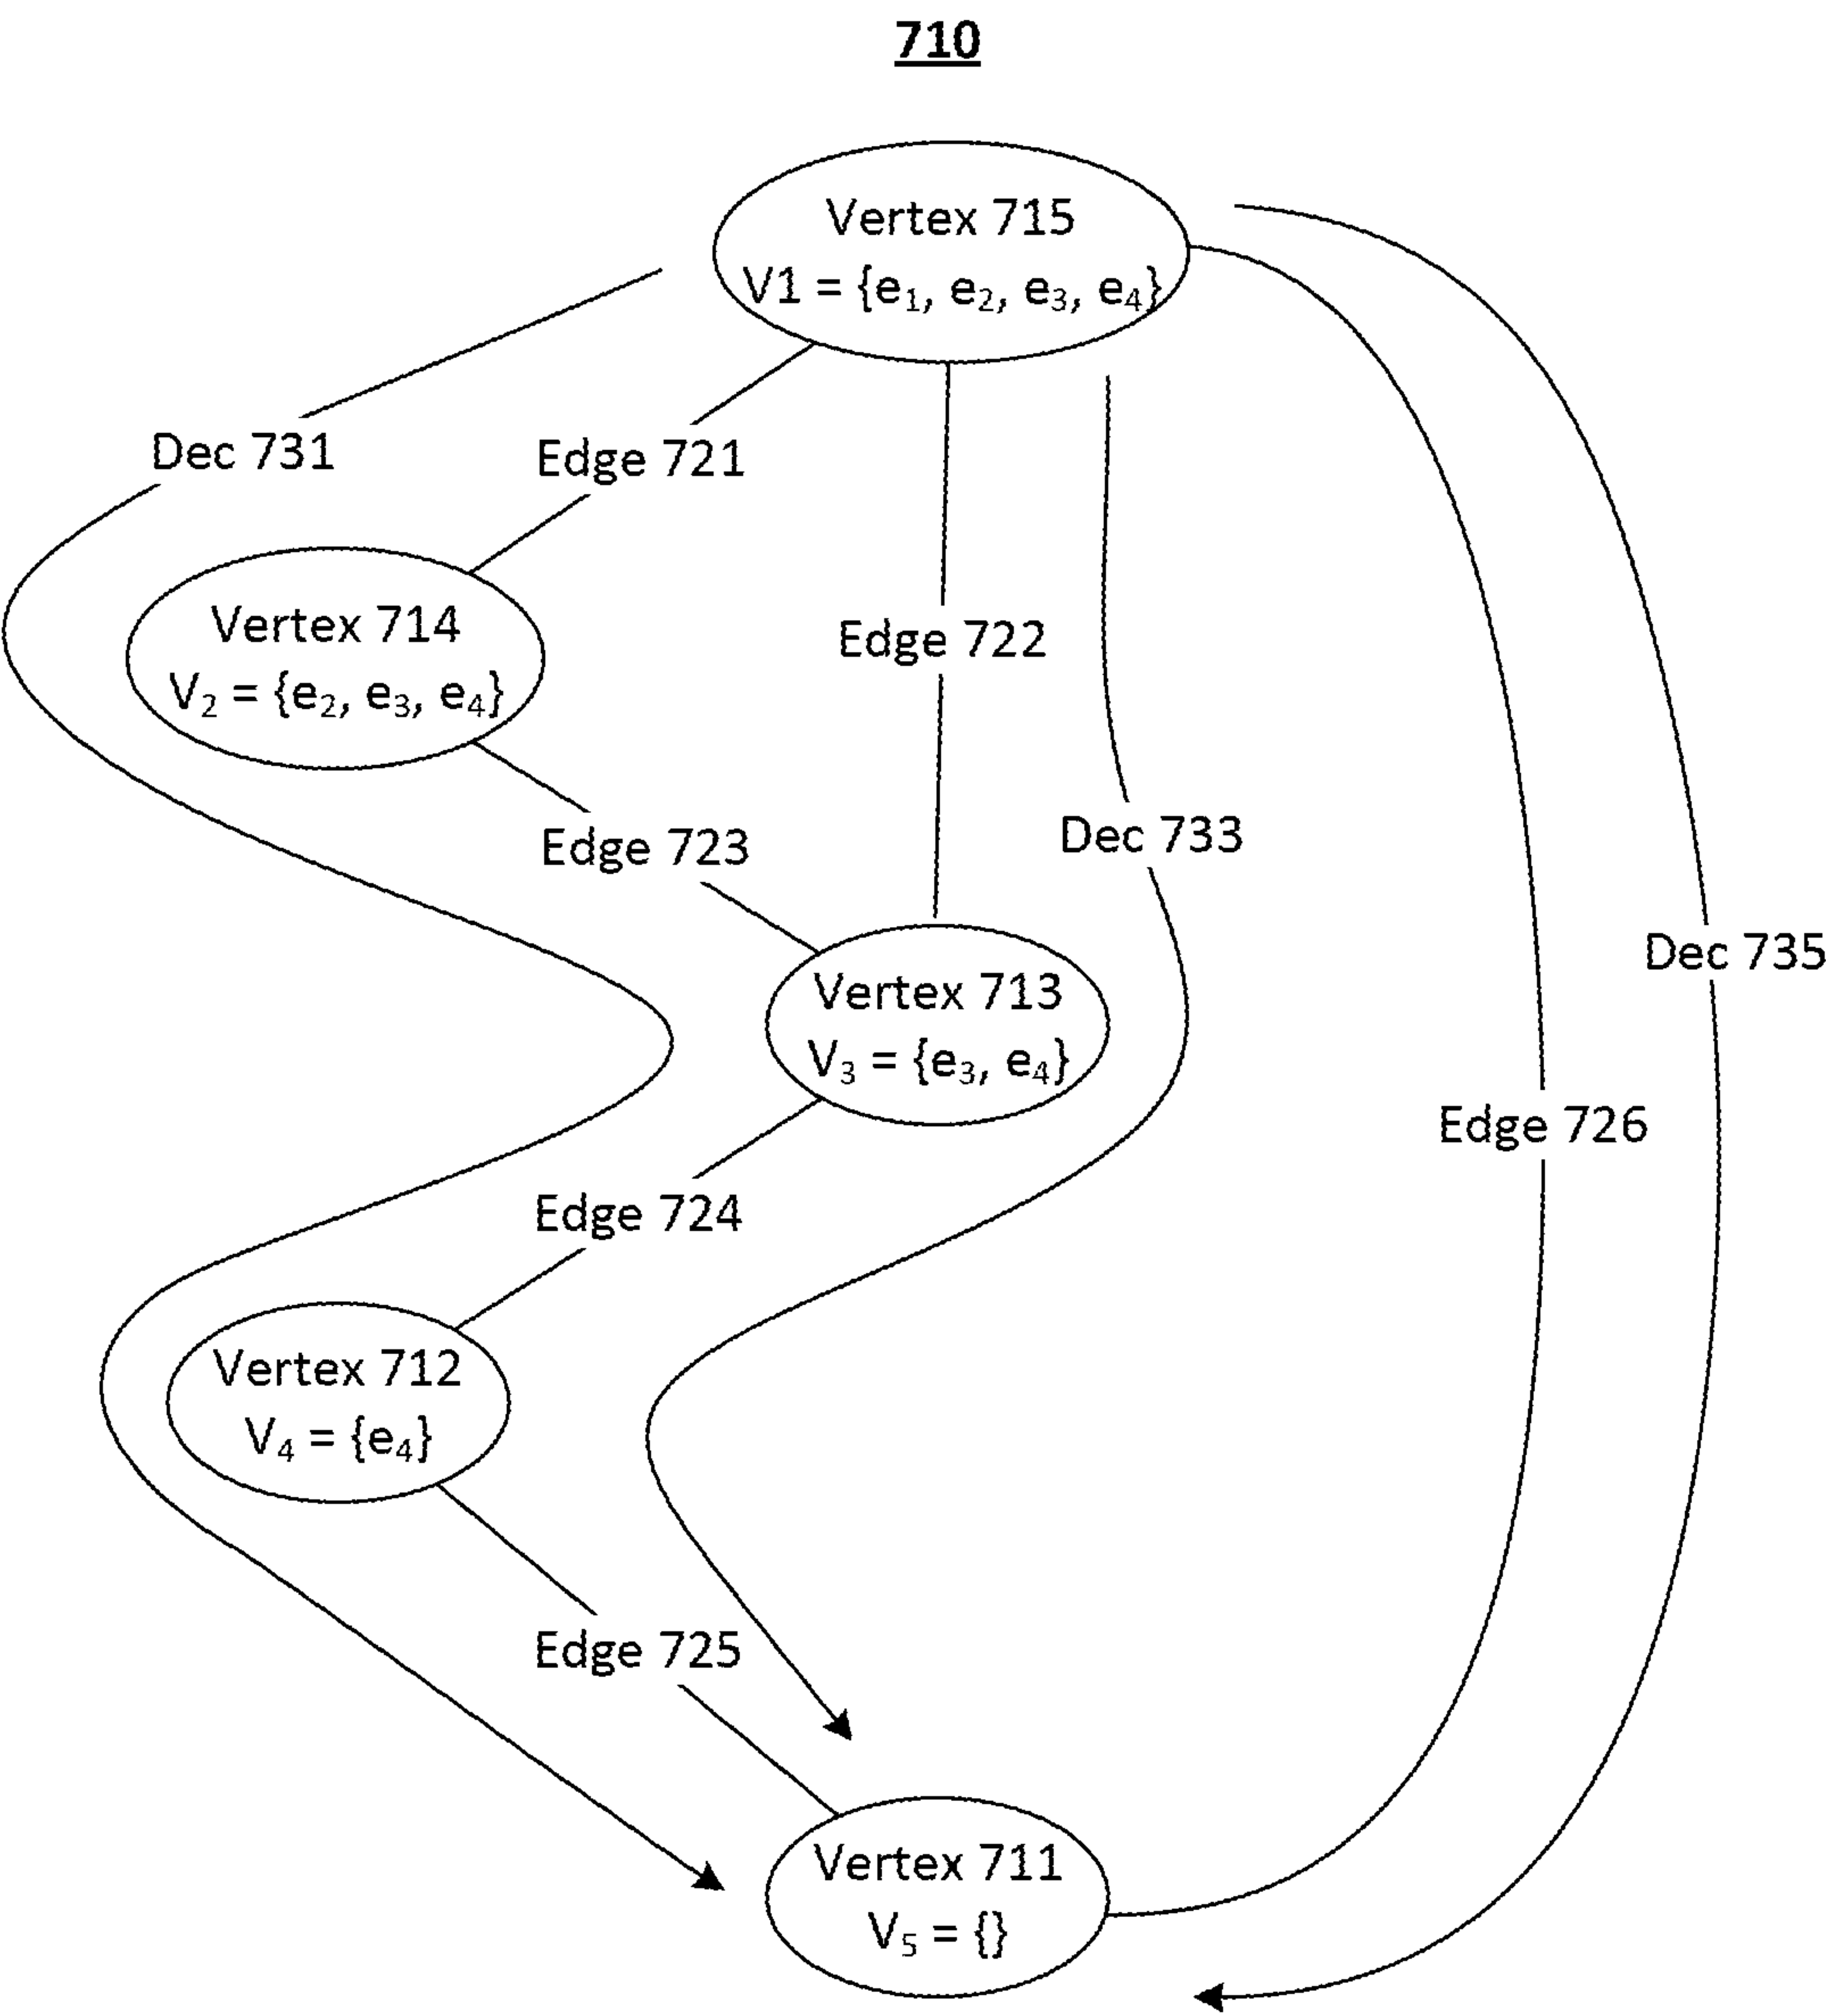 710
Vertex 715
V1 = {e₁, e₂, e₃, e₄}
Dec 731
Edge 721
Vertex 714
V₂ = {e₂, e₃, e₄}
Edge 722
Edge 723
Dec 733
Dec 735
Vertex 713
V₃ = {e₃, e₄}
Edge 726
Edge 724
Vertex 712
V₄ = {e₄}
Edge 725
Vertex 711
V₅ = {}